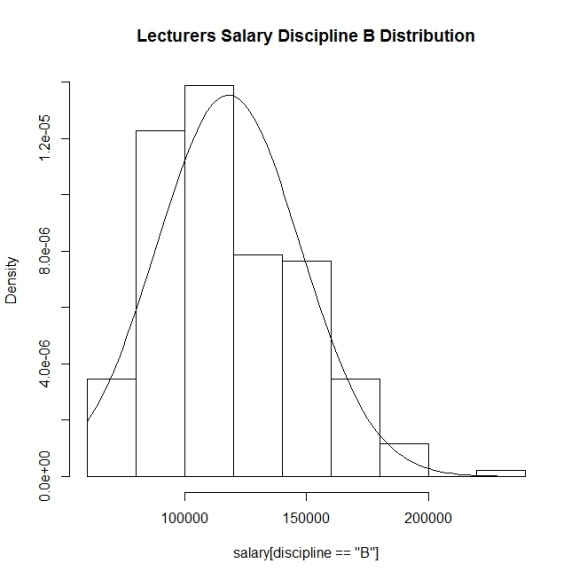 Lecturers Salary Discipline B Distribution
Density
1.2e-05
8.0e-06
4.0e-06
0.0e+00
100000 150000 200000
salary[discipline == "B"]